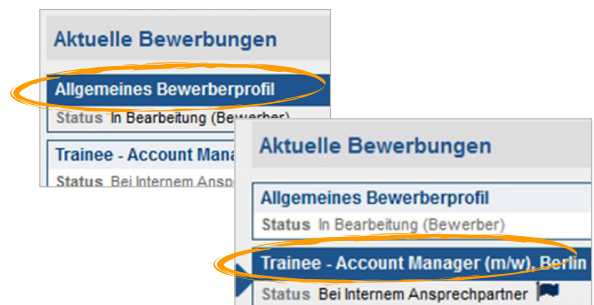 Aktuelle Bewerbungen
Allgemeines Bewerberprofil
Status In Bearbeitung (Bewerber)
Trainee - Account Mana
Status Bei Internem Ansp
Aktuelle Bewerbungen
Allgemeines Bewerberprofil
Status In Bearbeitung (Bewerber)
Trainee - Account Manager (m/w), Berlin
Status Bei Internem Ansprechpartner